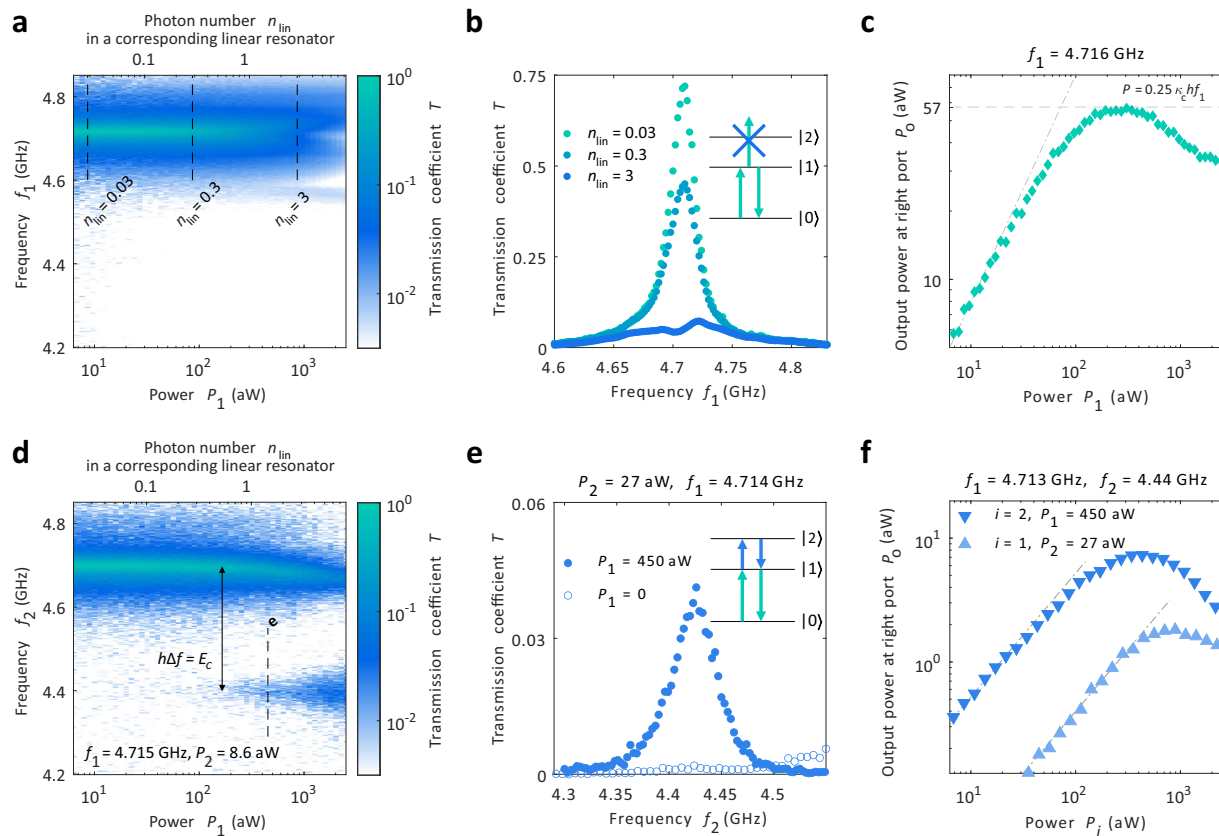 a
Photon number n_lin
in a corresponding linear resonator
0.1 1
Frequency f_1 (GHz)
4.8
4.6
4.4
4.2
n_lin = 0.03
n_lin = 0.3
n_lin = 3
10^1 10^2 10^3
Power P_1 (aW)
10^0
10^-1
10^-2
Transmission coefficient T
b
Transmission coefficient T
0.75
0.5
0.25
0
n_lin = 0.03
n_lin = 0.3
n_lin = 3
|2⟩
|1⟩
|0⟩
4.6 4.65 4.7 4.75 4.8
Frequency f_1 (GHz)
c
f_1 = 4.716 GHz
P = 0.25 κ_c hf_1
Output power at right port P_o (aW)
57
10
10^1 10^2 10^3
Power P_1 (aW)
d
Photon number n_lin
in a corresponding linear resonator
0.1 1
Frequency f_2 (GHz)
4.8
4.6
4.4
4.2
e
hΔf = E_c
f_1 = 4.715 GHz, P_2 = 8.6 aW
10^1 10^2 10^3
Power P_1 (aW)
10^0
10^-1
10^-2
Transmission coefficient T
e
P_2 = 27 aW, f_1 = 4.714 GHz
Transmission coefficient T
0.06
0.03
0
P_1 = 450 aW
P_1 = 0
|2⟩
|1⟩
|0⟩
4.3 4.35 4.4 4.45 4.5
Frequency f_2 (GHz)
f
f_1 = 4.713 GHz, f_2 = 4.44 GHz
i = 2, P_1 = 450 aW
i = 1, P_2 = 27 aW
Output power at right port P_o (aW)
10^1
10^0
10^1 10^2 10^3
Power P_i (aW)